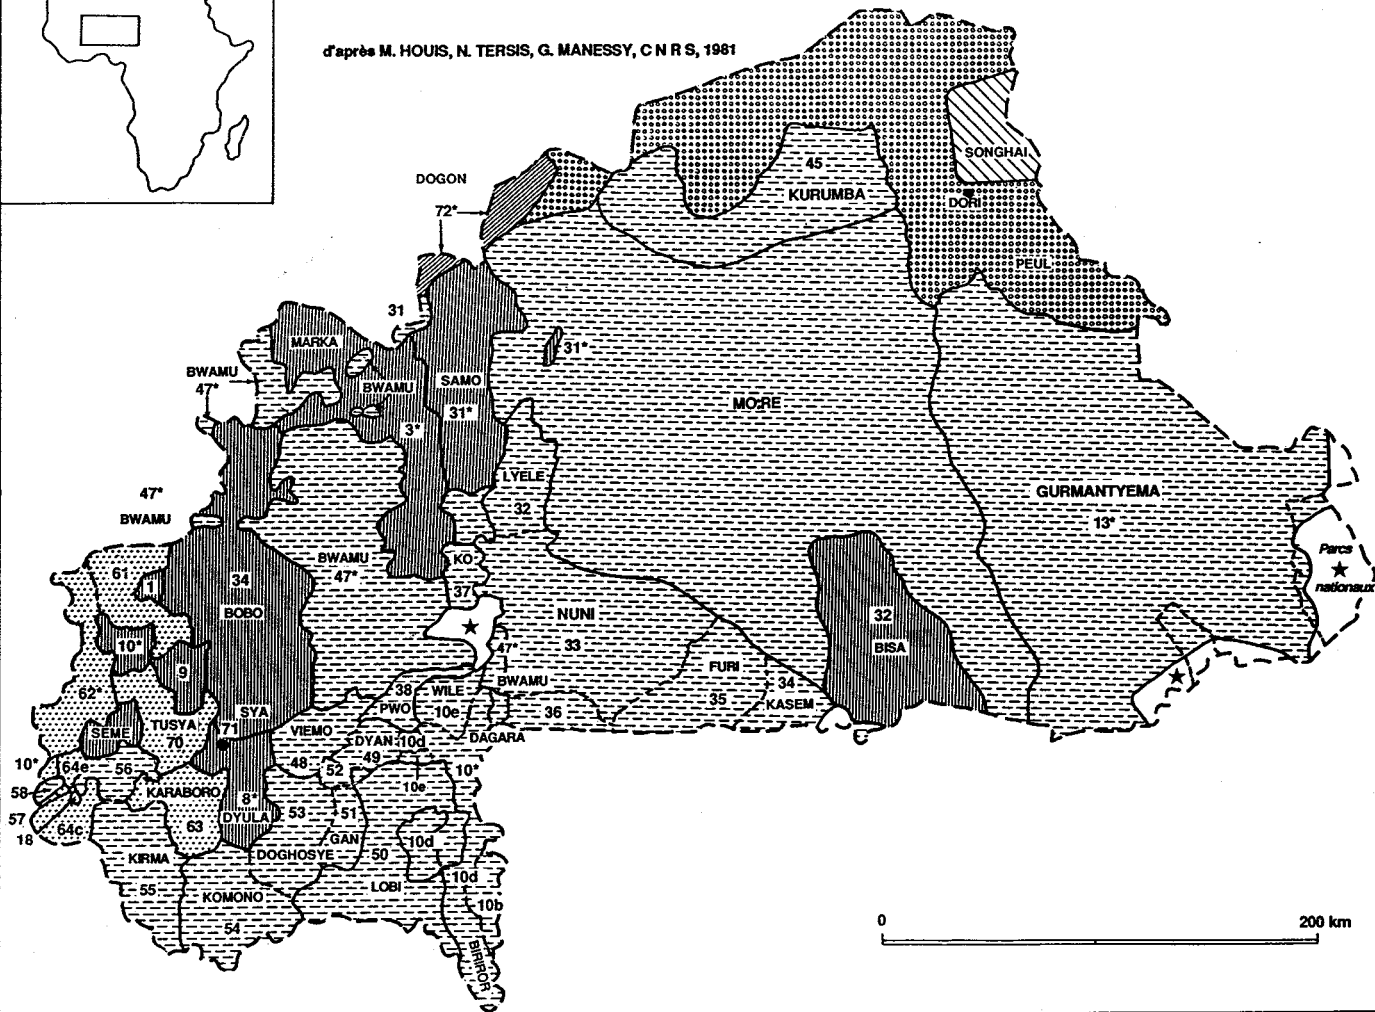 d'après M. HOUIS, N. TERSIS, G. MANESSY, C N R S, 1981
SONGHAI
45
KURUMBA
DOGON
DORI
72*
PEUL
31
MARKA
31*
BWAMU
47*
BWAMU
SAMO
31*
MO:RE
3*
LYELE
32
47*
BWAMU
GURMANTYEMA
13*
Parcs
nationaux
BWAMU
47*
KO
37
61
1
34
BOBO
NUNI
33
32
BISA
10*
47*
9
BWAMU
FURI
35
34
KASEM
62*
38
PWO
WILE
10e
36
SEME
TUSYA
70
SYA
71
VIEMO
48
DYAN
49
10d
DAGARA
10*
64e
56
52
10*
10e
58
KARABORO
8*
DYULA
53
51
57
18
64c
63
GAN
10d
KIRMA
DOGHOSYE
50
55
KOMONO
LOBI
10d
10b
54
BIRIROR
0
200 km